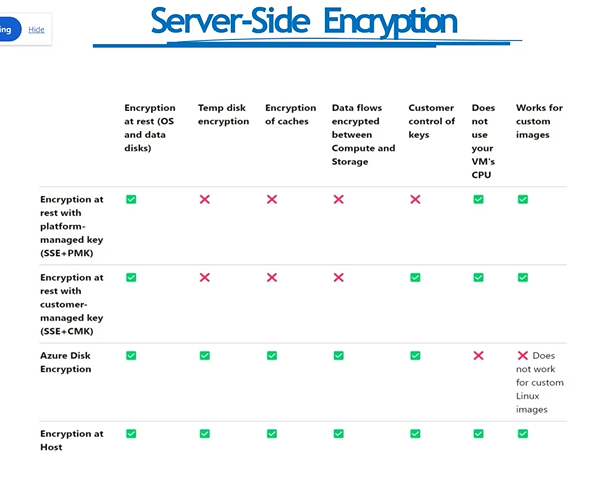 Server-Side Encryption
ing Hide
Encryption at rest (OS and data disks)
Temp disk encryption
Encryption of caches
Data flows encrypted between Compute and Storage
Customer control of keys
Does not use your VM's CPU
Works for custom images
Encryption at rest with platform-managed key (SSE+PMK) ✅ ❌ ❌ ❌ ❌ ✅ ✅
Encryption at rest with customer-managed key (SSE+CMK) ✅ ❌ ❌ ❌ ✅ ✅ ✅
Azure Disk Encryption ✅ ✅ ✅ ✅ ✅ ❌ ❌ Does not work for custom Linux images
Encryption at Host ✅ ✅ ✅ ✅ ✅ ✅ ✅